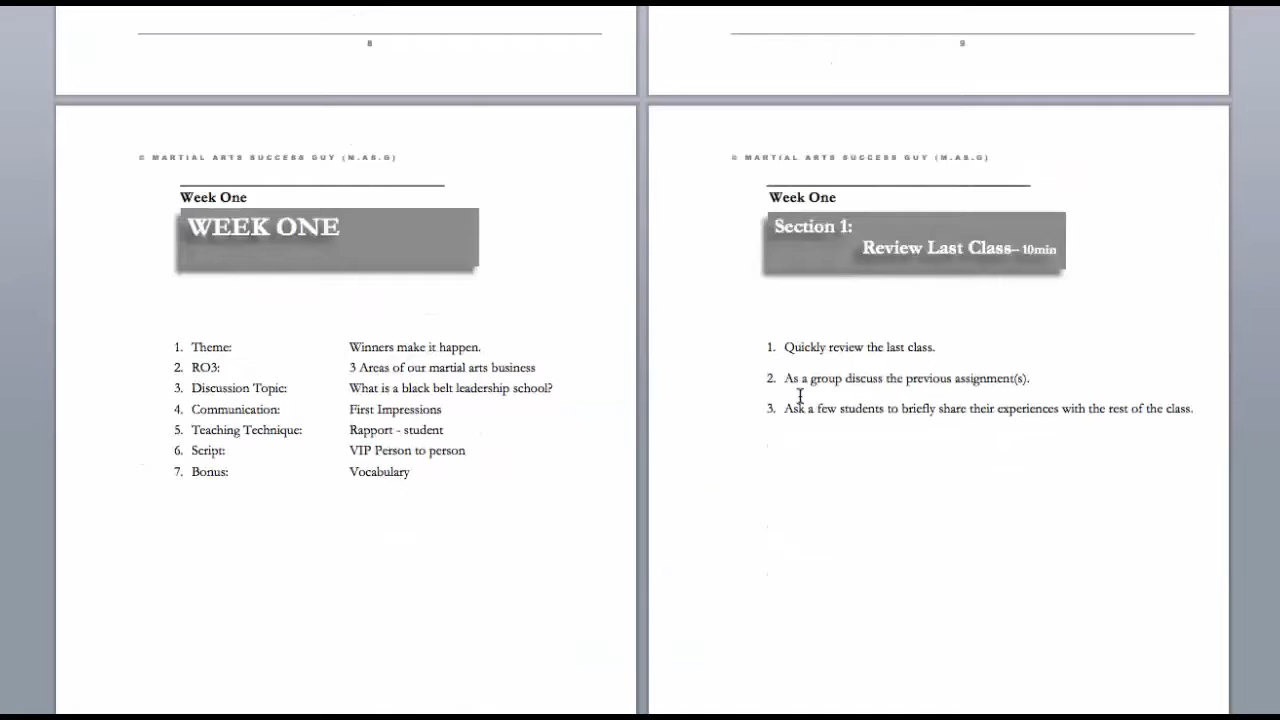 8
9
© MARTIAL ARTS SUCCESS GUY (M.AS.G)
Week One
WEEK ONE
1. Theme: Winners make it happen.
2. RO3: 3 Areas of our martial arts business
3. Discussion Topic: What is a black belt leadership school?
4. Communication: First Impressions
5. Teaching Technique: Rapport - student
6. Script: VIP Person to person
7. Bonus: Vocabulary
© MARTIAL ARTS SUCCESS GUY (M.AS.G)
Week One
Section 1:
Review Last Class– 10min
1. Quickly review the last class.
2. As a group discuss the previous assignment(s).
3. Ask a few students to briefly share their experiences with the rest of the class.